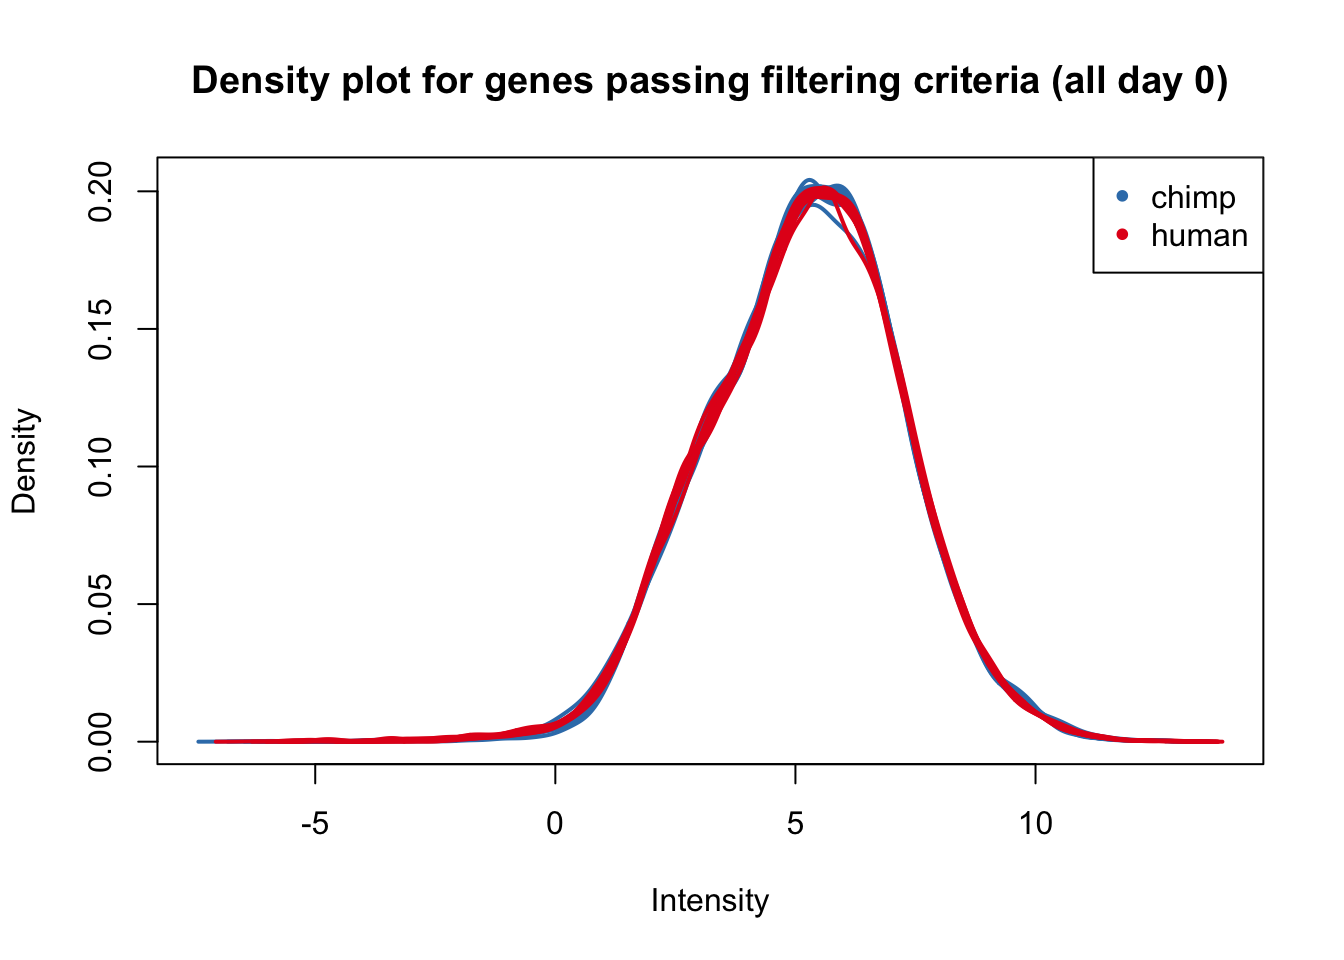 Density plot for genes passing filtering criteria (all day 0)
chimp
human
Density
0.20
0.15
0.10
0.05
0.00
-5
0
5
10
Intensity